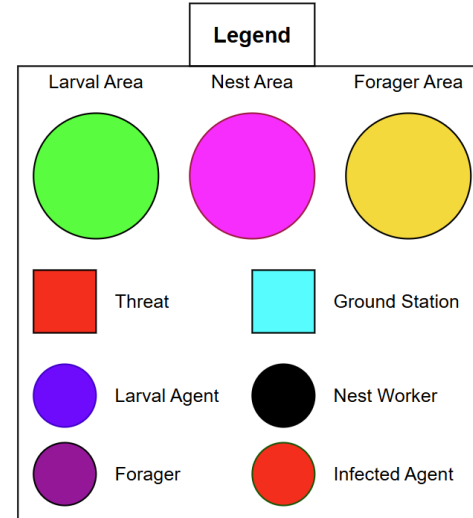 Legend
Larval Area Nest Area Forager Area
Threat Ground Station
Larval Agent Nest Worker
Forager Infected Agent